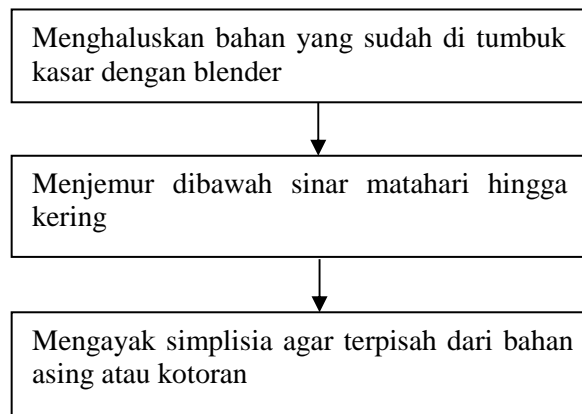 Menghaluskan bahan yang sudah di tumbuk
kasar dengan blender
Menjemur dibawah sinar matahari hingga
kering
Mengayak simplisia agar terpisah dari bahan
asing atau kotoran